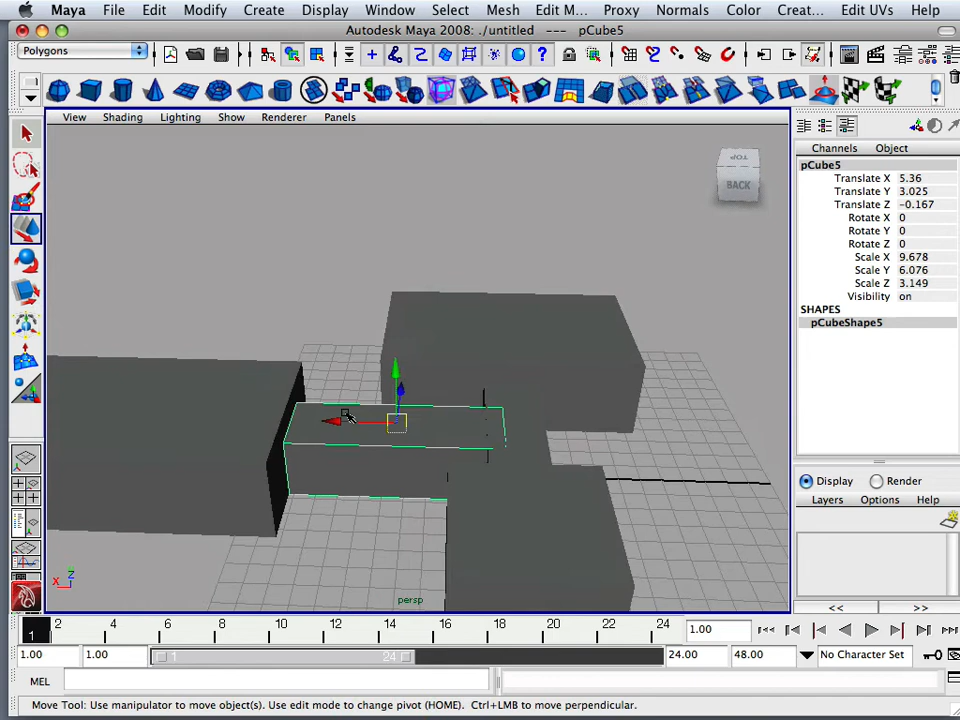 Maya File Edit Modify Create Display Window Select Mesh Edit M... Proxy Normals Color Creat... Edit UVs Help
Autodesk Maya 2008: ./untitled --- pCube5
Polygons
View Shading Lighting Show Renderer Panels
Channels Object
pCube5
Translate X 5.36
Translate Y 3.025
Translate Z -0.167
Rotate X 0
Rotate Y 0
Rotate Z 0
Scale X 9.678
Scale Y 6.076
Scale Z 3.149
Visibility on
SHAPES
pCubeShape5
TOP
BACK
Z
X
persp
Display Render
Layers Options Help
<< >>
1 2 4 6 8 10 12 14 16 18 20 22 24 1.00
1.00 1.00 1 24 24.00 48.00 No Character Set
MEL
Move Tool: Use manipulator to move object(s). Use edit mode to change pivot (HOME). Ctrl+LMB to move perpendicular.